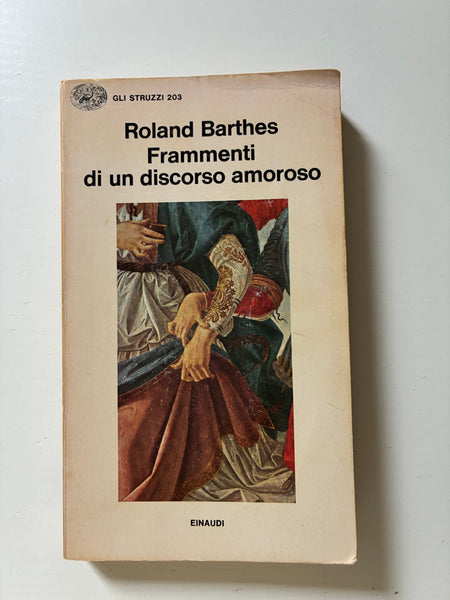 GLI STRUZZI 203
Roland Barthes
Frammenti
di un discorso amoroso
EINAUDI